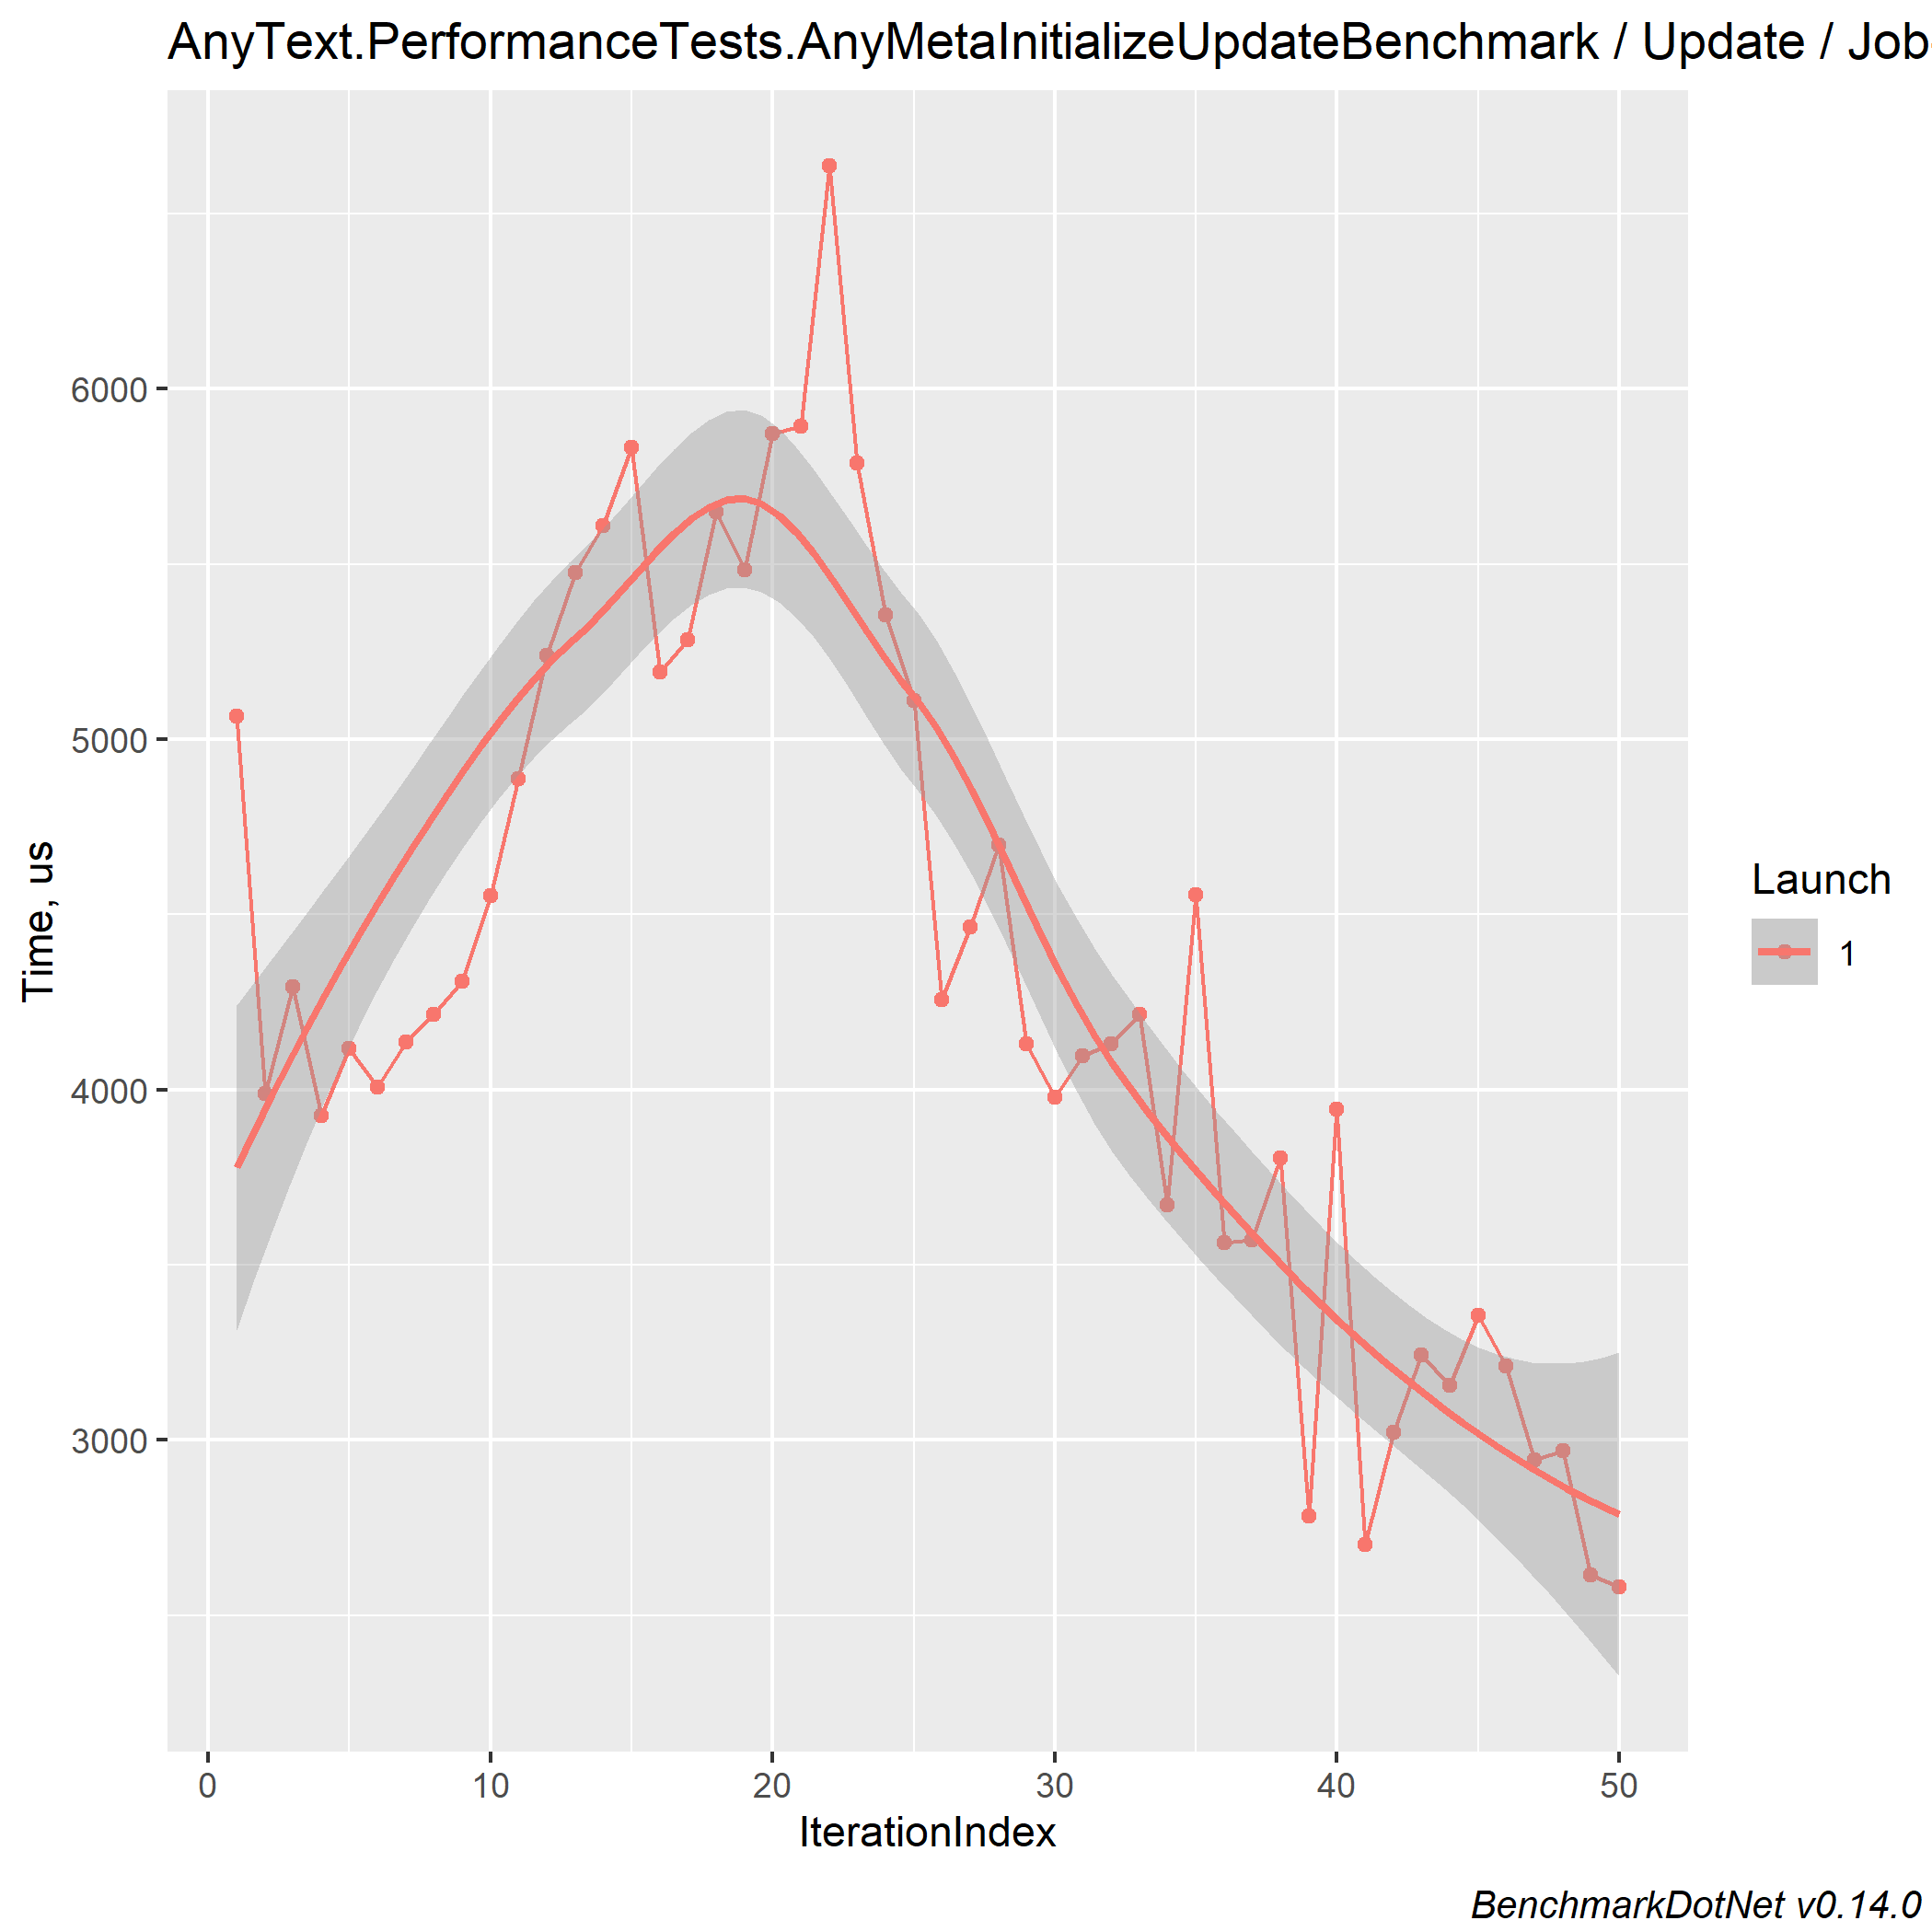 AnyText.PerformanceTests.AnyMetaInitializeUpdateBenchmark / Update / Job
Time, us
6000
5000
4000
3000
0 10 20 30 40 50
IterationIndex
Launch
1
BenchmarkDotNet v0.14.0